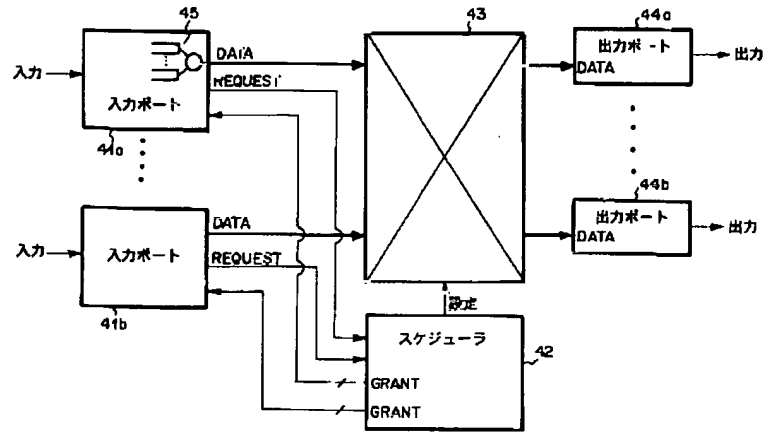 45
43
44a
入力
DATA
REQUEST
入力ポート
41a
出力ポート
DATA
出力
44b
入力
入力ポート
DATA
REQUEST
41b
出力ポート
DATA
出力
設定
スケジューラ
42
GRANT
GRANT